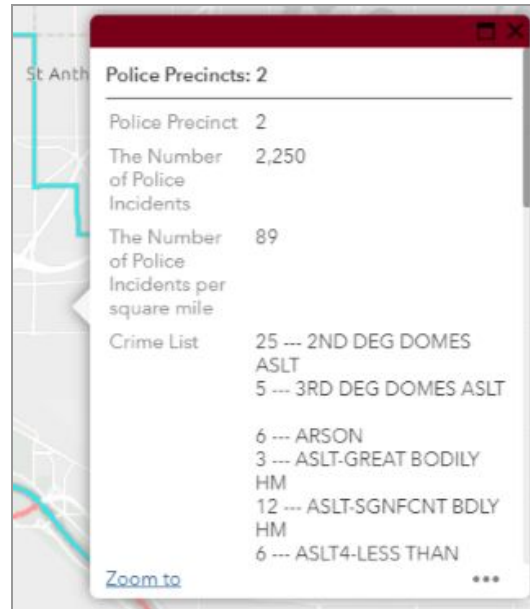 St Anth
Police Precincts: 2
Police Precinct 2
The Number 2,250
of Police
Incidents
The Number 89
of Police
Incidents per
square mile
Crime List 25 --- 2ND DEG DOMES
ASLT
5 --- 3RD DEG DOMES ASLT
6 --- ARSON
3 --- ASLT-GREAT BODILY
HM
12 --- ASLT-SGNFCNT BDLY
HM
6 --- ASLT4-LESS THAN
Zoom to